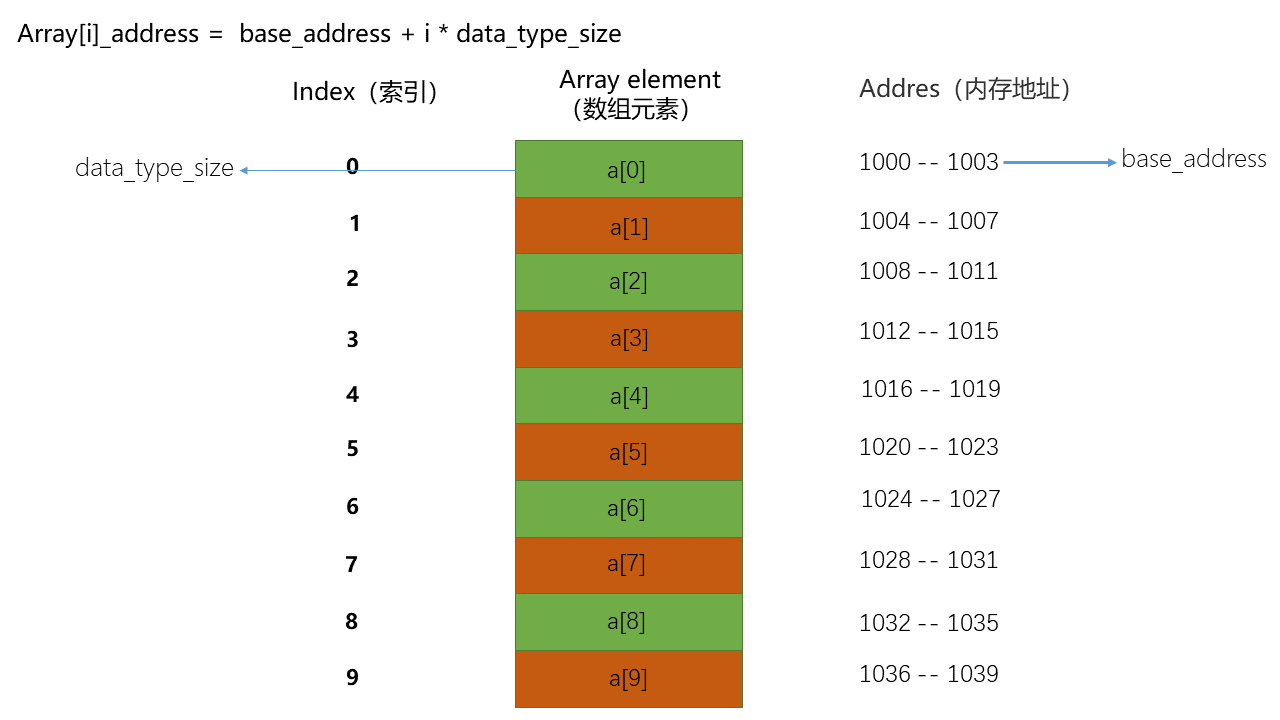 Array[i]_address = base_address + i * data_type_size
Index（索引） Array element Addres（内存地址）
（数组元素）
data_type_size 0 a[0] 1000 -- 1003 base_address
1 a[1] 1004 -- 1007
2 a[2] 1008 -- 1011
3 a[3] 1012 -- 1015
4 a[4] 1016 -- 1019
5 a[5] 1020 -- 1023
6 a[6] 1024 -- 1027
7 a[7] 1028 -- 1031
8 a[8] 1032 -- 1035
9 a[9] 1036 -- 1039